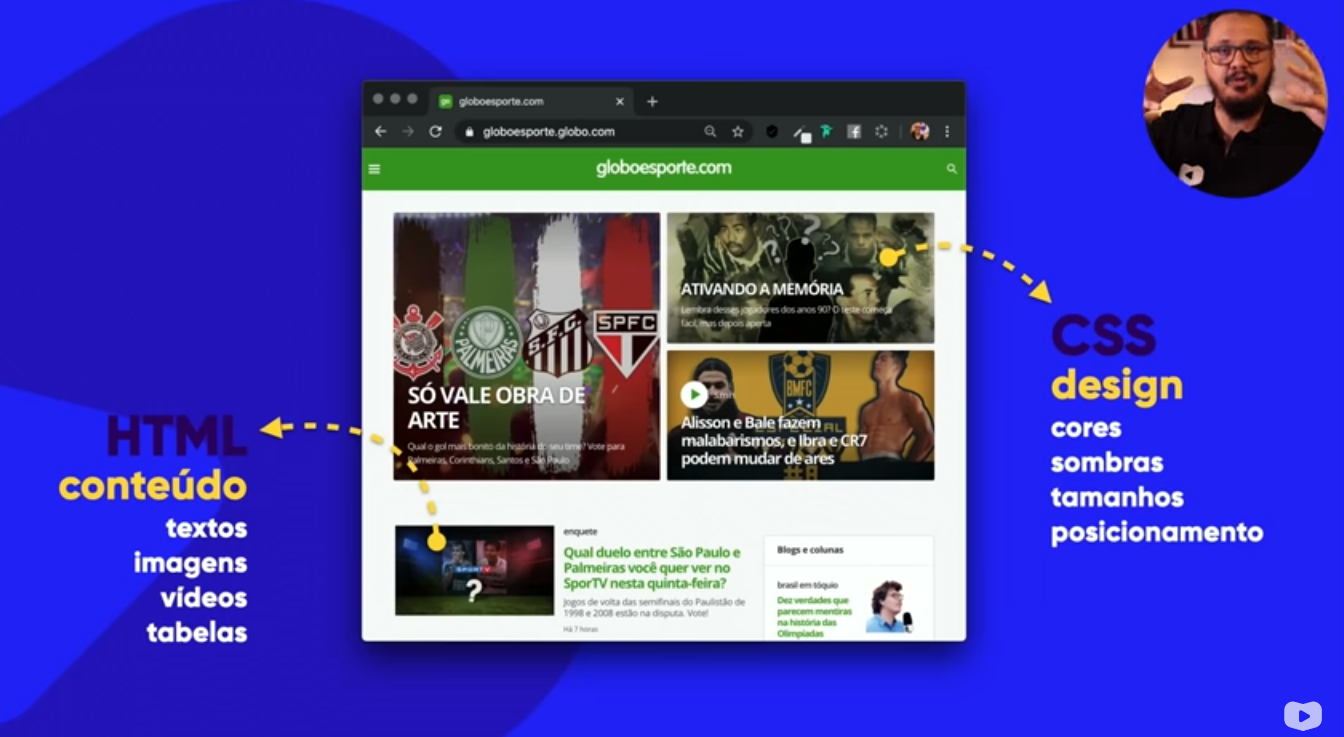 globoesporte.com
globoesporte.globo.com
globoesporte.com
SÓ VALE OBRA DE
ARTE
Qual o gol mais bonito da história do seu time? Vote para
Palmeiras, Corinthians, Santos e São Paulo
PALMEIRAS
S.F.C.
SPFC
ATIVANDO A MEMÓRIA
Lembra desses jogadores dos anos 90? O teste começa
fácil, mas depois aperta
BMFC
5min
ESPECIAL
Alisson e Bale fazem
malabarismos, e Ibra e CR7
podem mudar de ares
#8
SPORTV
?
enquete
Qual duelo entre São Paulo e
Palmeiras você quer ver no
SporTV nesta quinta-feira?
Jogos de volta das semifinais do Paulistão de
1998 e 2008 estão na disputa. Vote!
Há 7 horas
Blogs e colunas
brasil em tóquio
Dez verdades que
parecem mentiras
na história das
Olimpíadas
HTML
conteúdo
textos
imagens
vídeos
tabelas
CSS
design
cores
sombras
tamanhos
posicionamento